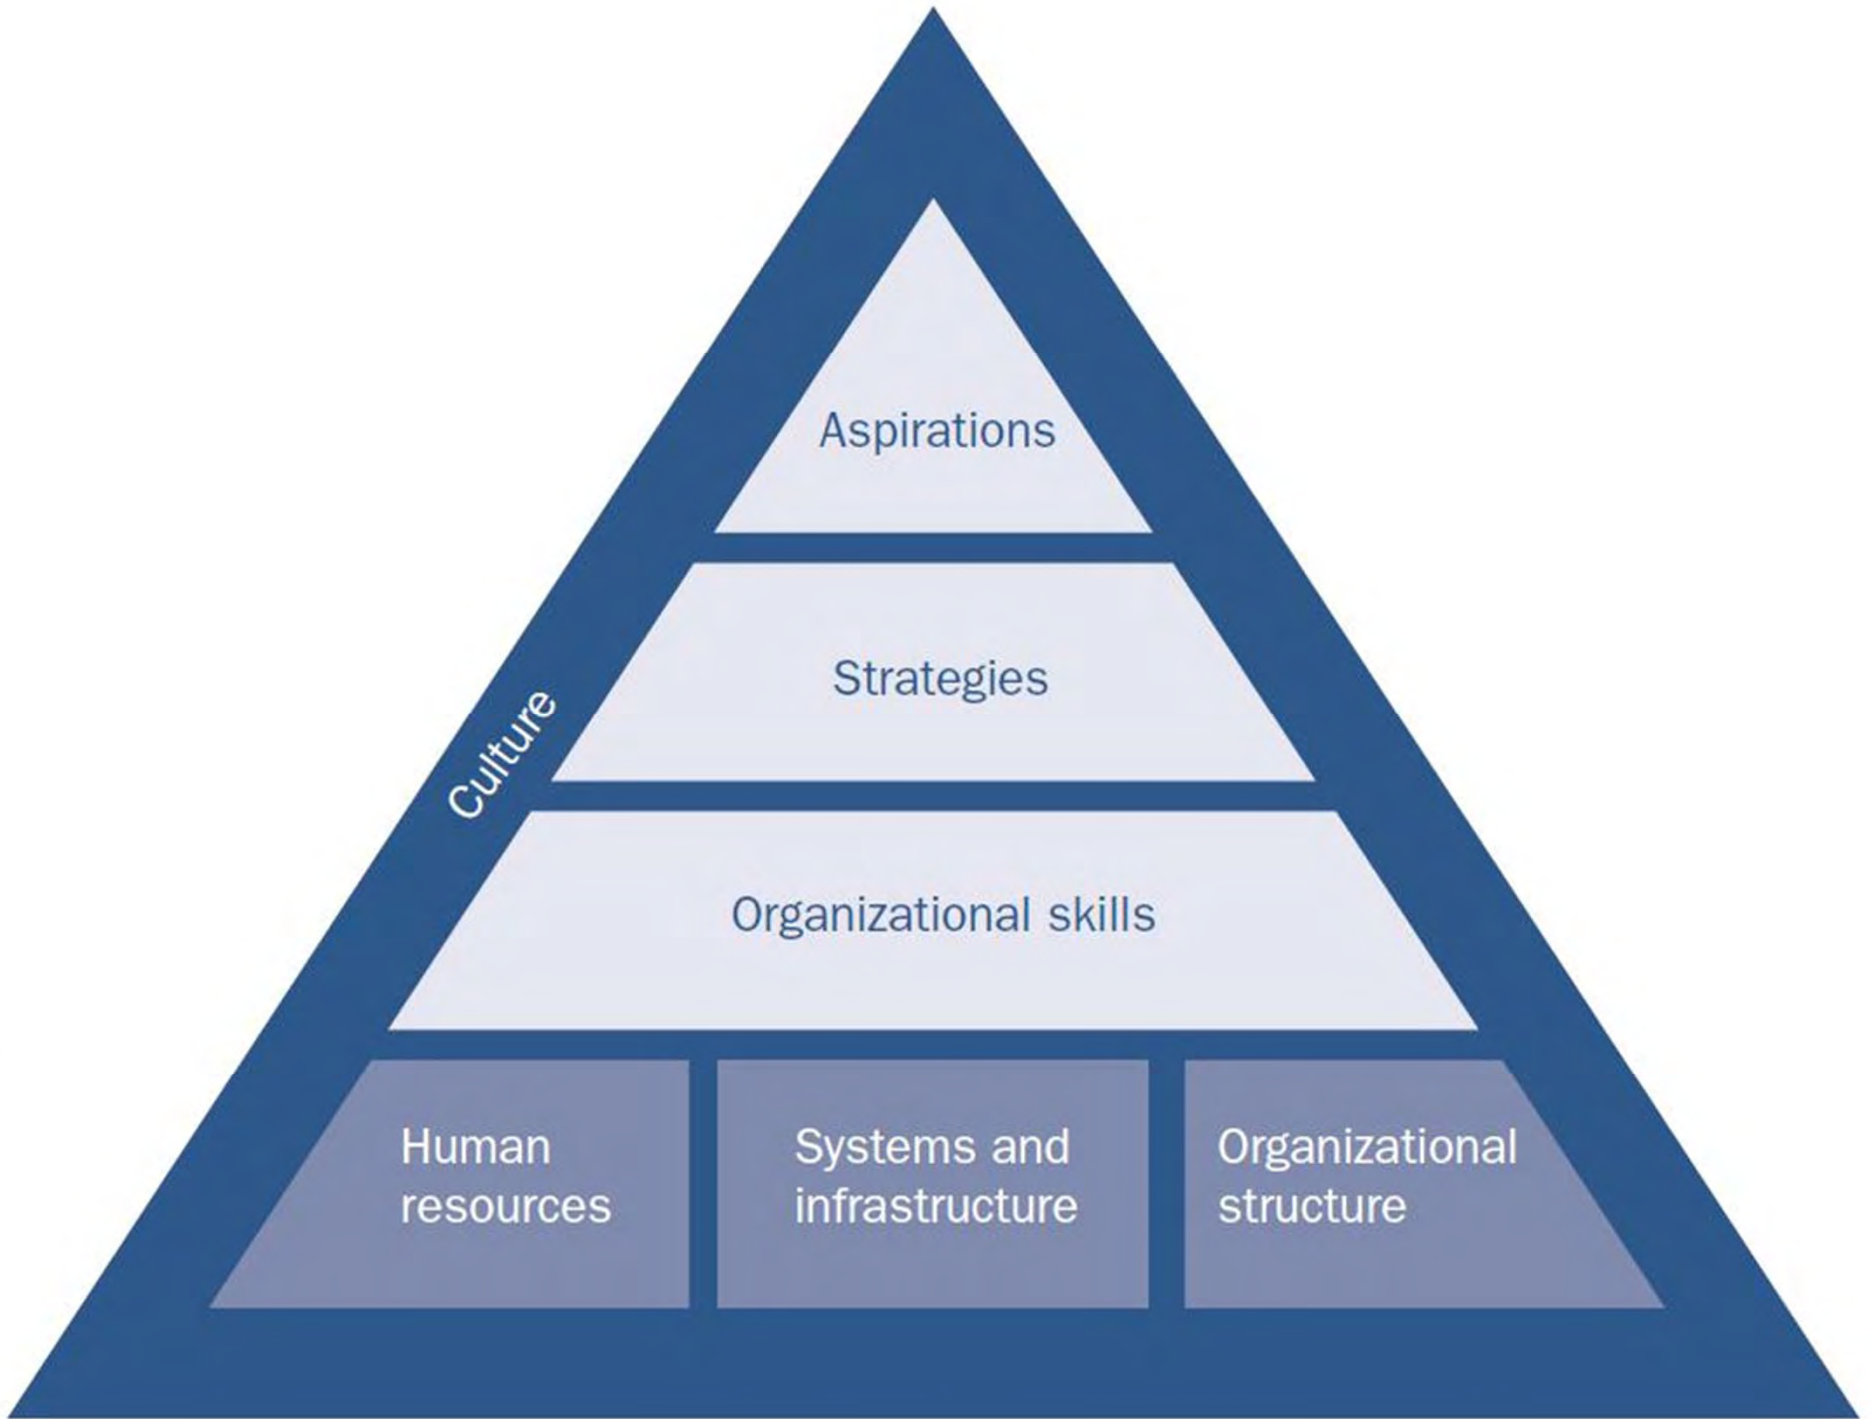 Aspirations
Strategies
Culture
Organizational skills
Human
resources
Systems and
infrastructure
Organizational
structure